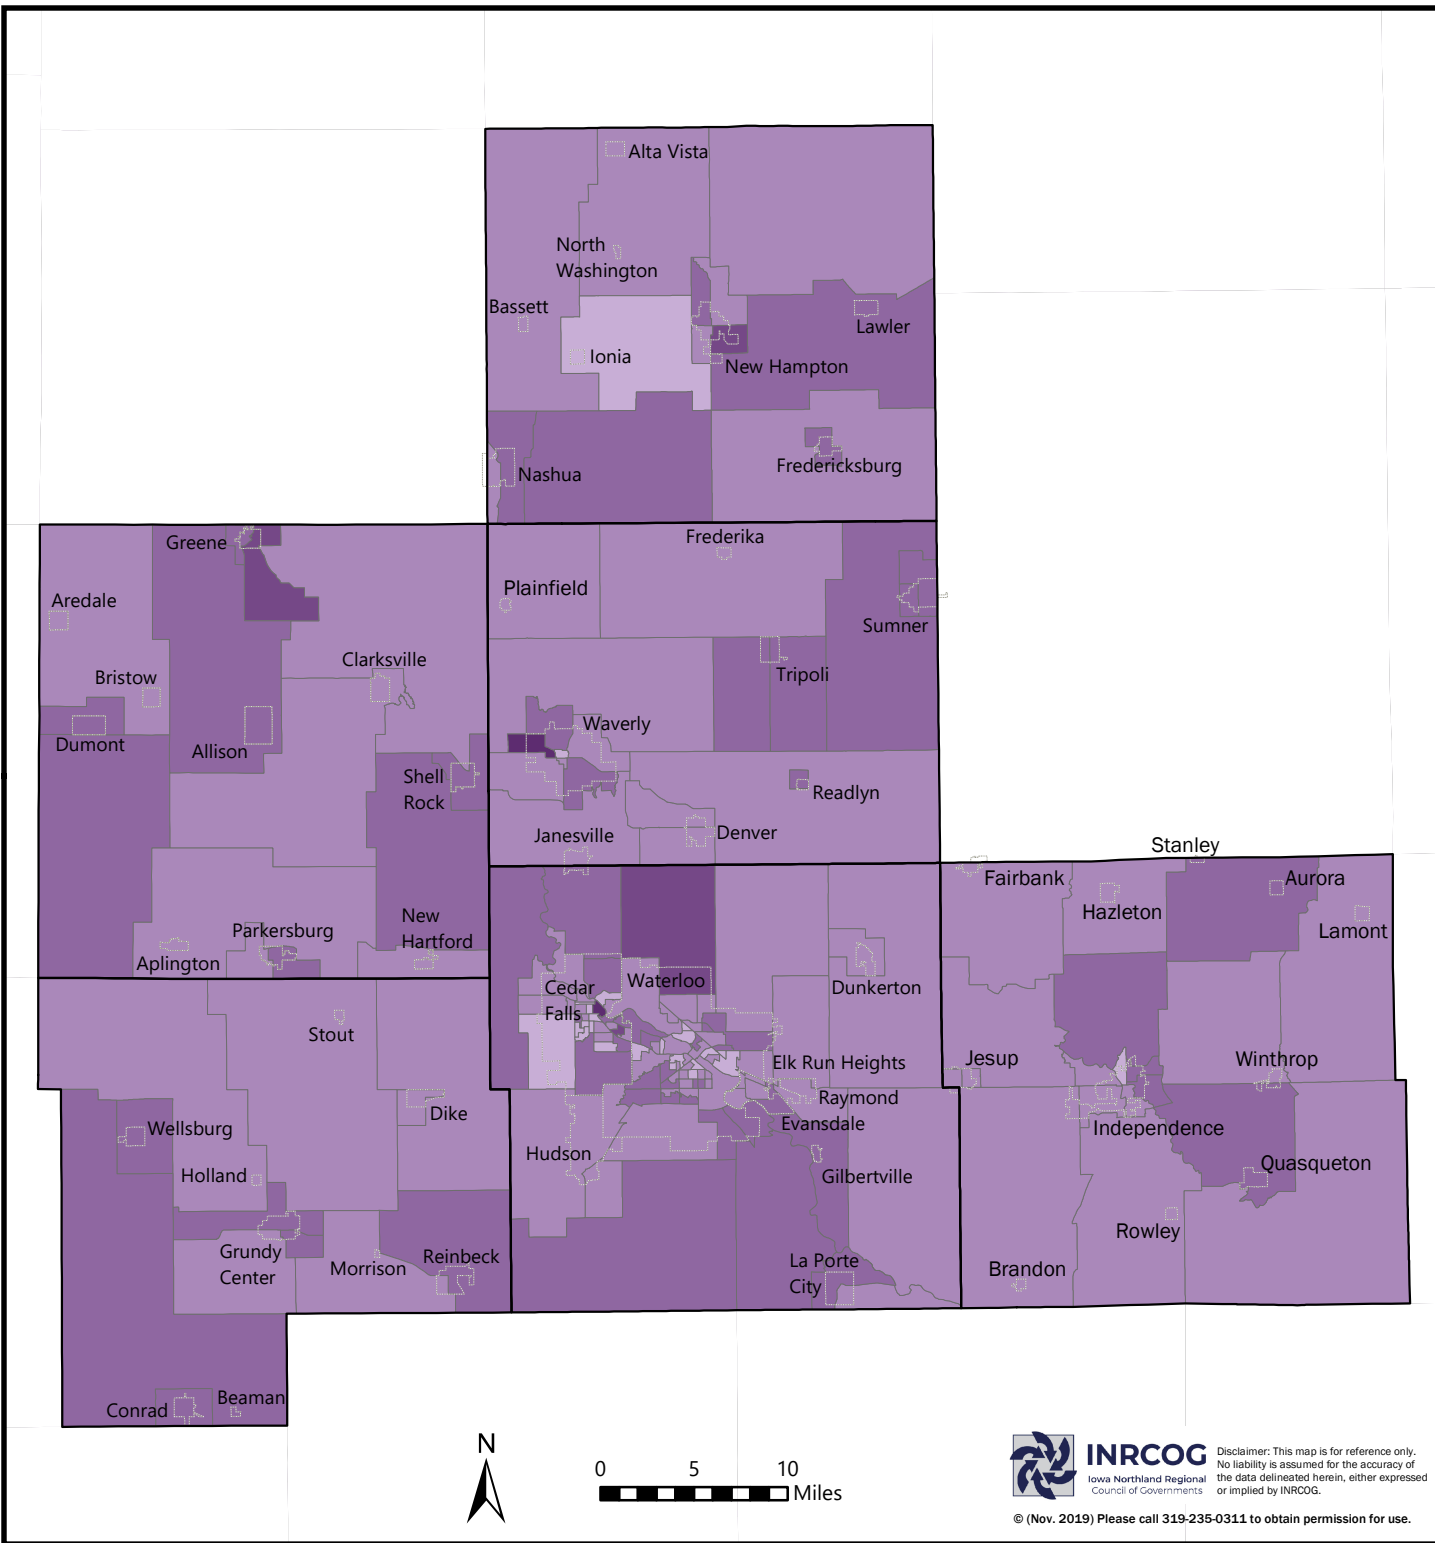 Alta Vista
North
Washington
Bassett
Lawler
Ionia
New Hampton
Fredericksburg
Nashua
Greene
Frederika
Plainfield
Aredale
Sumner
Clarksville
Tripoli
Bristow
Waverly
Dumont
Allison
Shell
Rock
Readlyn
Janesville
Denver
Stanley
Fairbank
Aurora
Hazleton
Lamont
New
Hartford
Parkersburg
Aplington
Cedar
Falls
Waterloo
Dunkerton
Stout
Elk Run Heights
Jesup
Winthrop
Raymond
Dike
Evansdale
Wellsburg
Independence
Hudson
Holland
Gilbertville
Quasqueton
Rowley
Grundy
Center
Morrison
Reinbeck
La Porte
City
Brandon
Conrad
Beaman
N
0 5 10
Miles
INRCOG
Iowa Northland Regional
Council of Governments
Disclaimer: This map is for reference only.
No liability is assumed for the accuracy of
the data delineated herein, either expressed
or implied by INRCOG.
© (Nov. 2019) Please call 319-235-0311 to obtain permission for use.